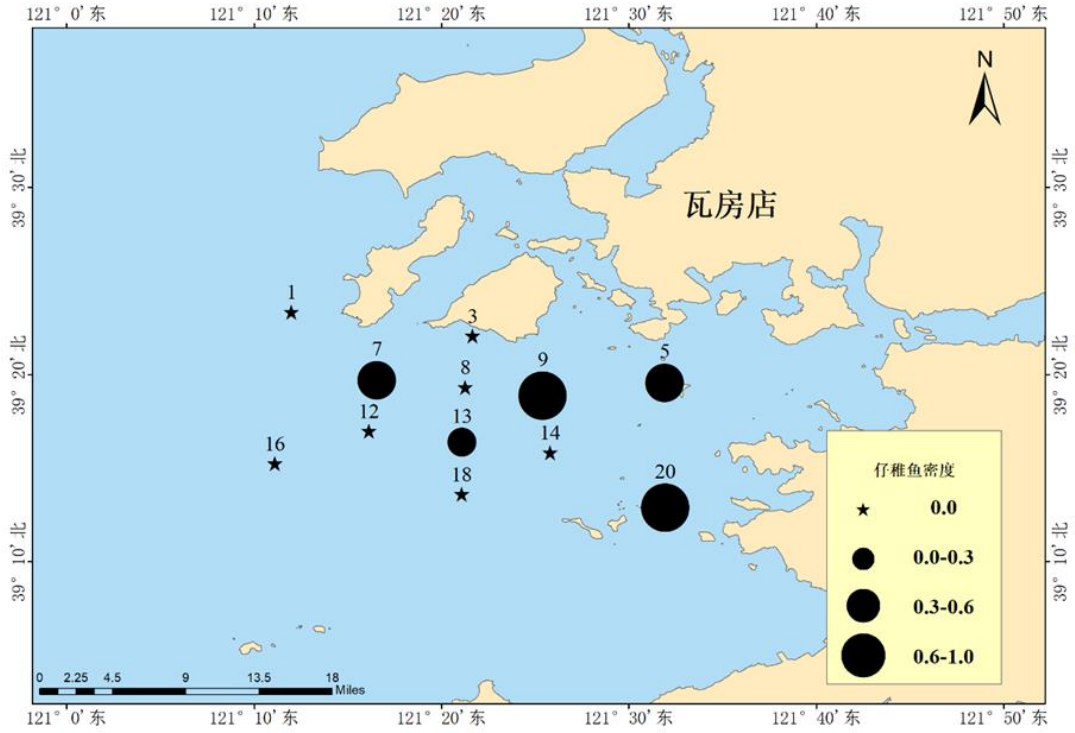 121° 0′ 东 121° 10′ 东 121° 20′ 东 121° 30′ 东 121° 40′ 东 121° 50′ 东
N
39° 30′ 北 39° 30′ 北
瓦房店
1
3
39° 20′ 北 39° 20′ 北
7 8 9 5
12 13 14
16 18 20
仔稚鱼密度
0.0
0.0-0.3
0.3-0.6
0.6-1.0
39° 10′ 北 39° 10′ 北
0 2.25 4.5 9 13.5 18
Miles
121° 0′ 东 121° 10′ 东 121° 20′ 东 121° 30′ 东 121° 40′ 东 121° 50′ 东